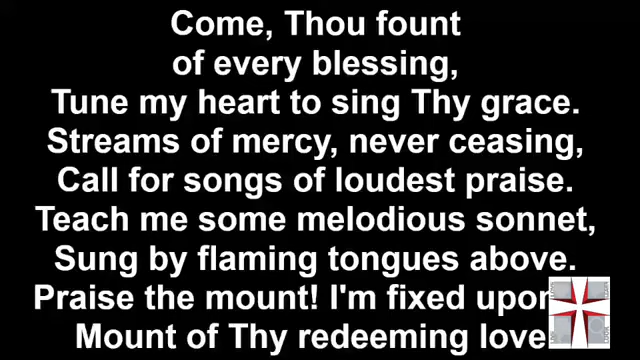 Come, Thou fount
of every blessing,
Tune my heart to sing Thy grace.
Streams of mercy, never ceasing,
Call for songs of loudest praise.
Teach me some melodious sonnet,
Sung by flaming tongues above.
Praise the mount! I'm fixed upon
Mount of Thy redeeming love